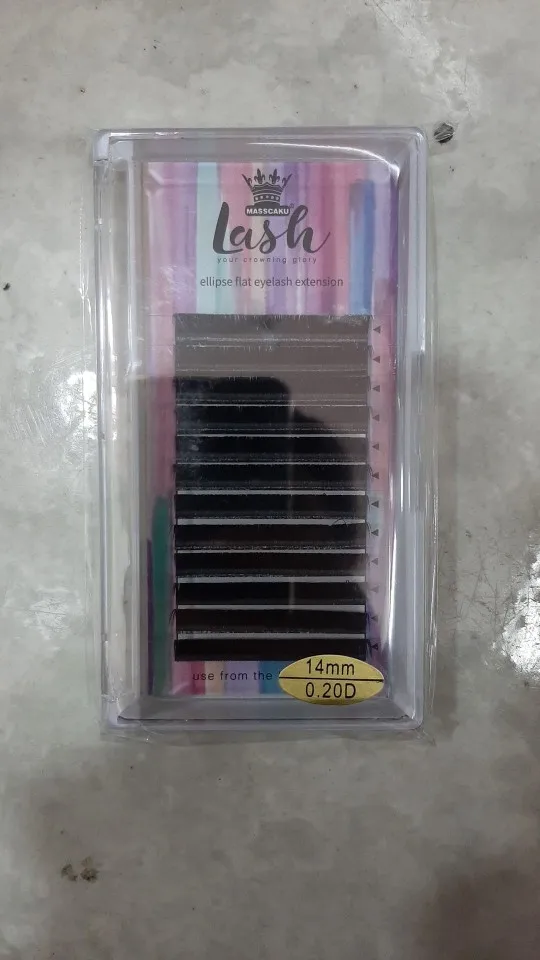 MASSCAKU
Lash
your crowning glory
ellipse flat eyelash extension
use from the
14mm
0.20D